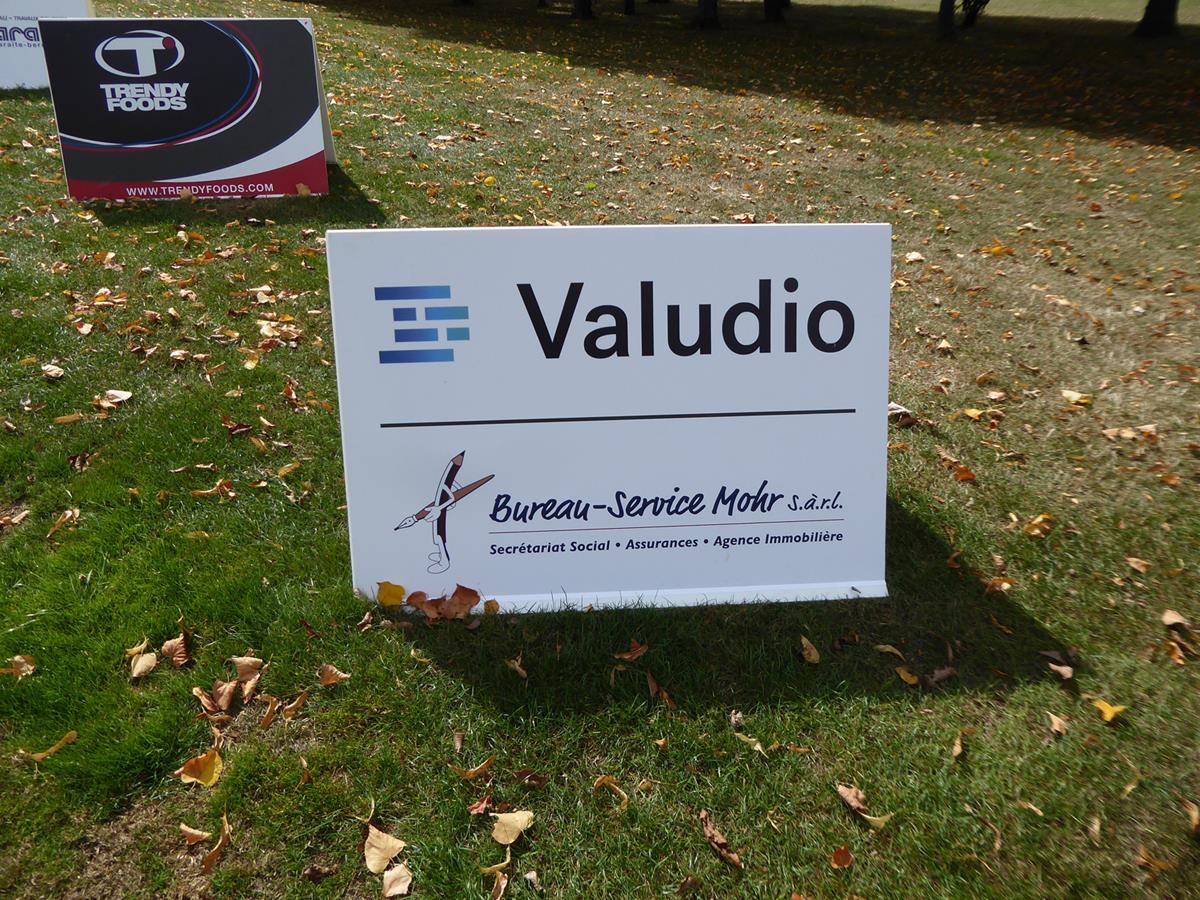 TRENDY
FOODS
WWW.TRENDYFOODS.COM
Valudio
Bureau-Service Mohr s.à r.l.
Secrétariat Social • Assurances • Agence Immobilière